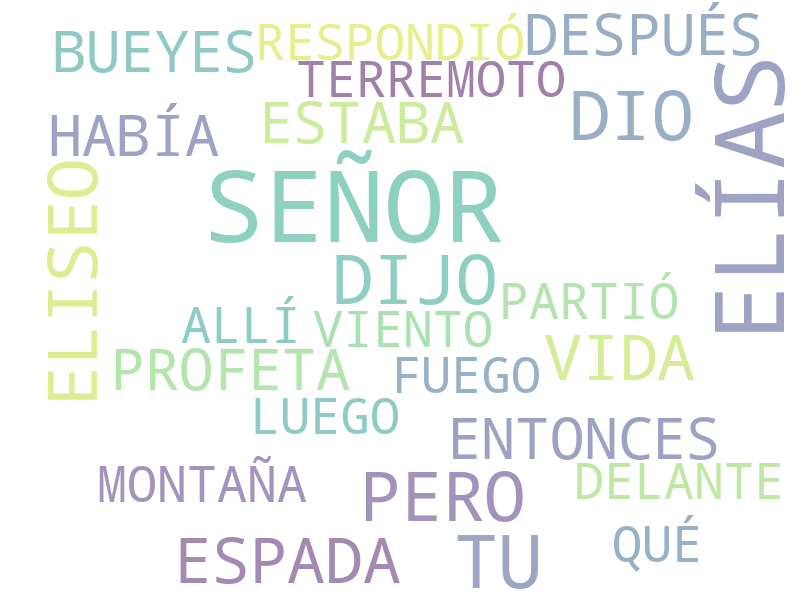 BUEYES
RESPONDIÓ
DESPUÉS
TERREMOTO
DIO
ELÍAS
HABÍA
ESTABA
SEÑOR
ELISEO
DIJO
PARTIÓ
ALLÍ
VIENTO
PROFETA
FUEGO
VIDA
LUEGO
ENTONCES
MONTAÑA
PERO
DELANTE
ESPADA
TU
QUÉ